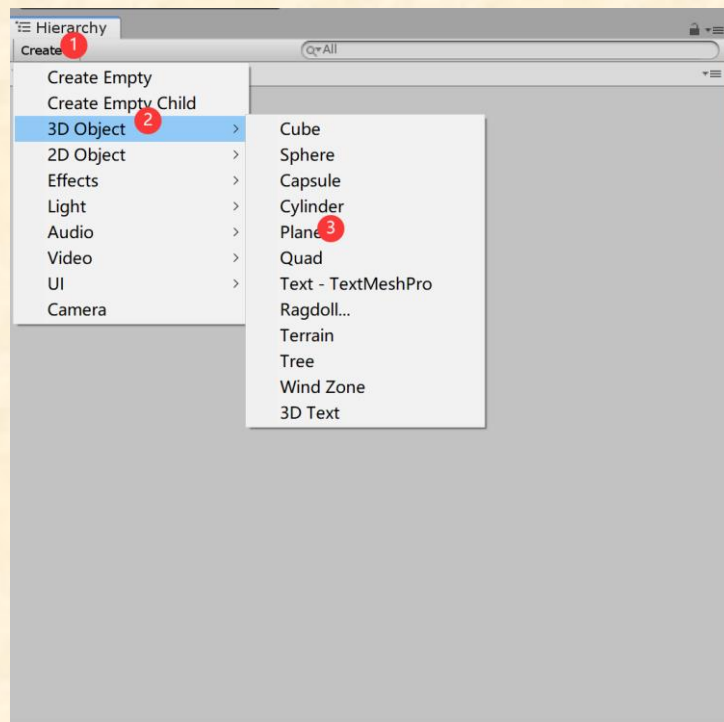 Hierarchy
Create 1
All
Create Empty
Create Empty Child
3D Object 2
2D Object
Effects
Light
Audio
Video
UI
Camera
Cube
Sphere
Capsule
Cylinder
Plane 3
Quad
Text - TextMeshPro
Ragdoll...
Terrain
Tree
Wind Zone
3D Text